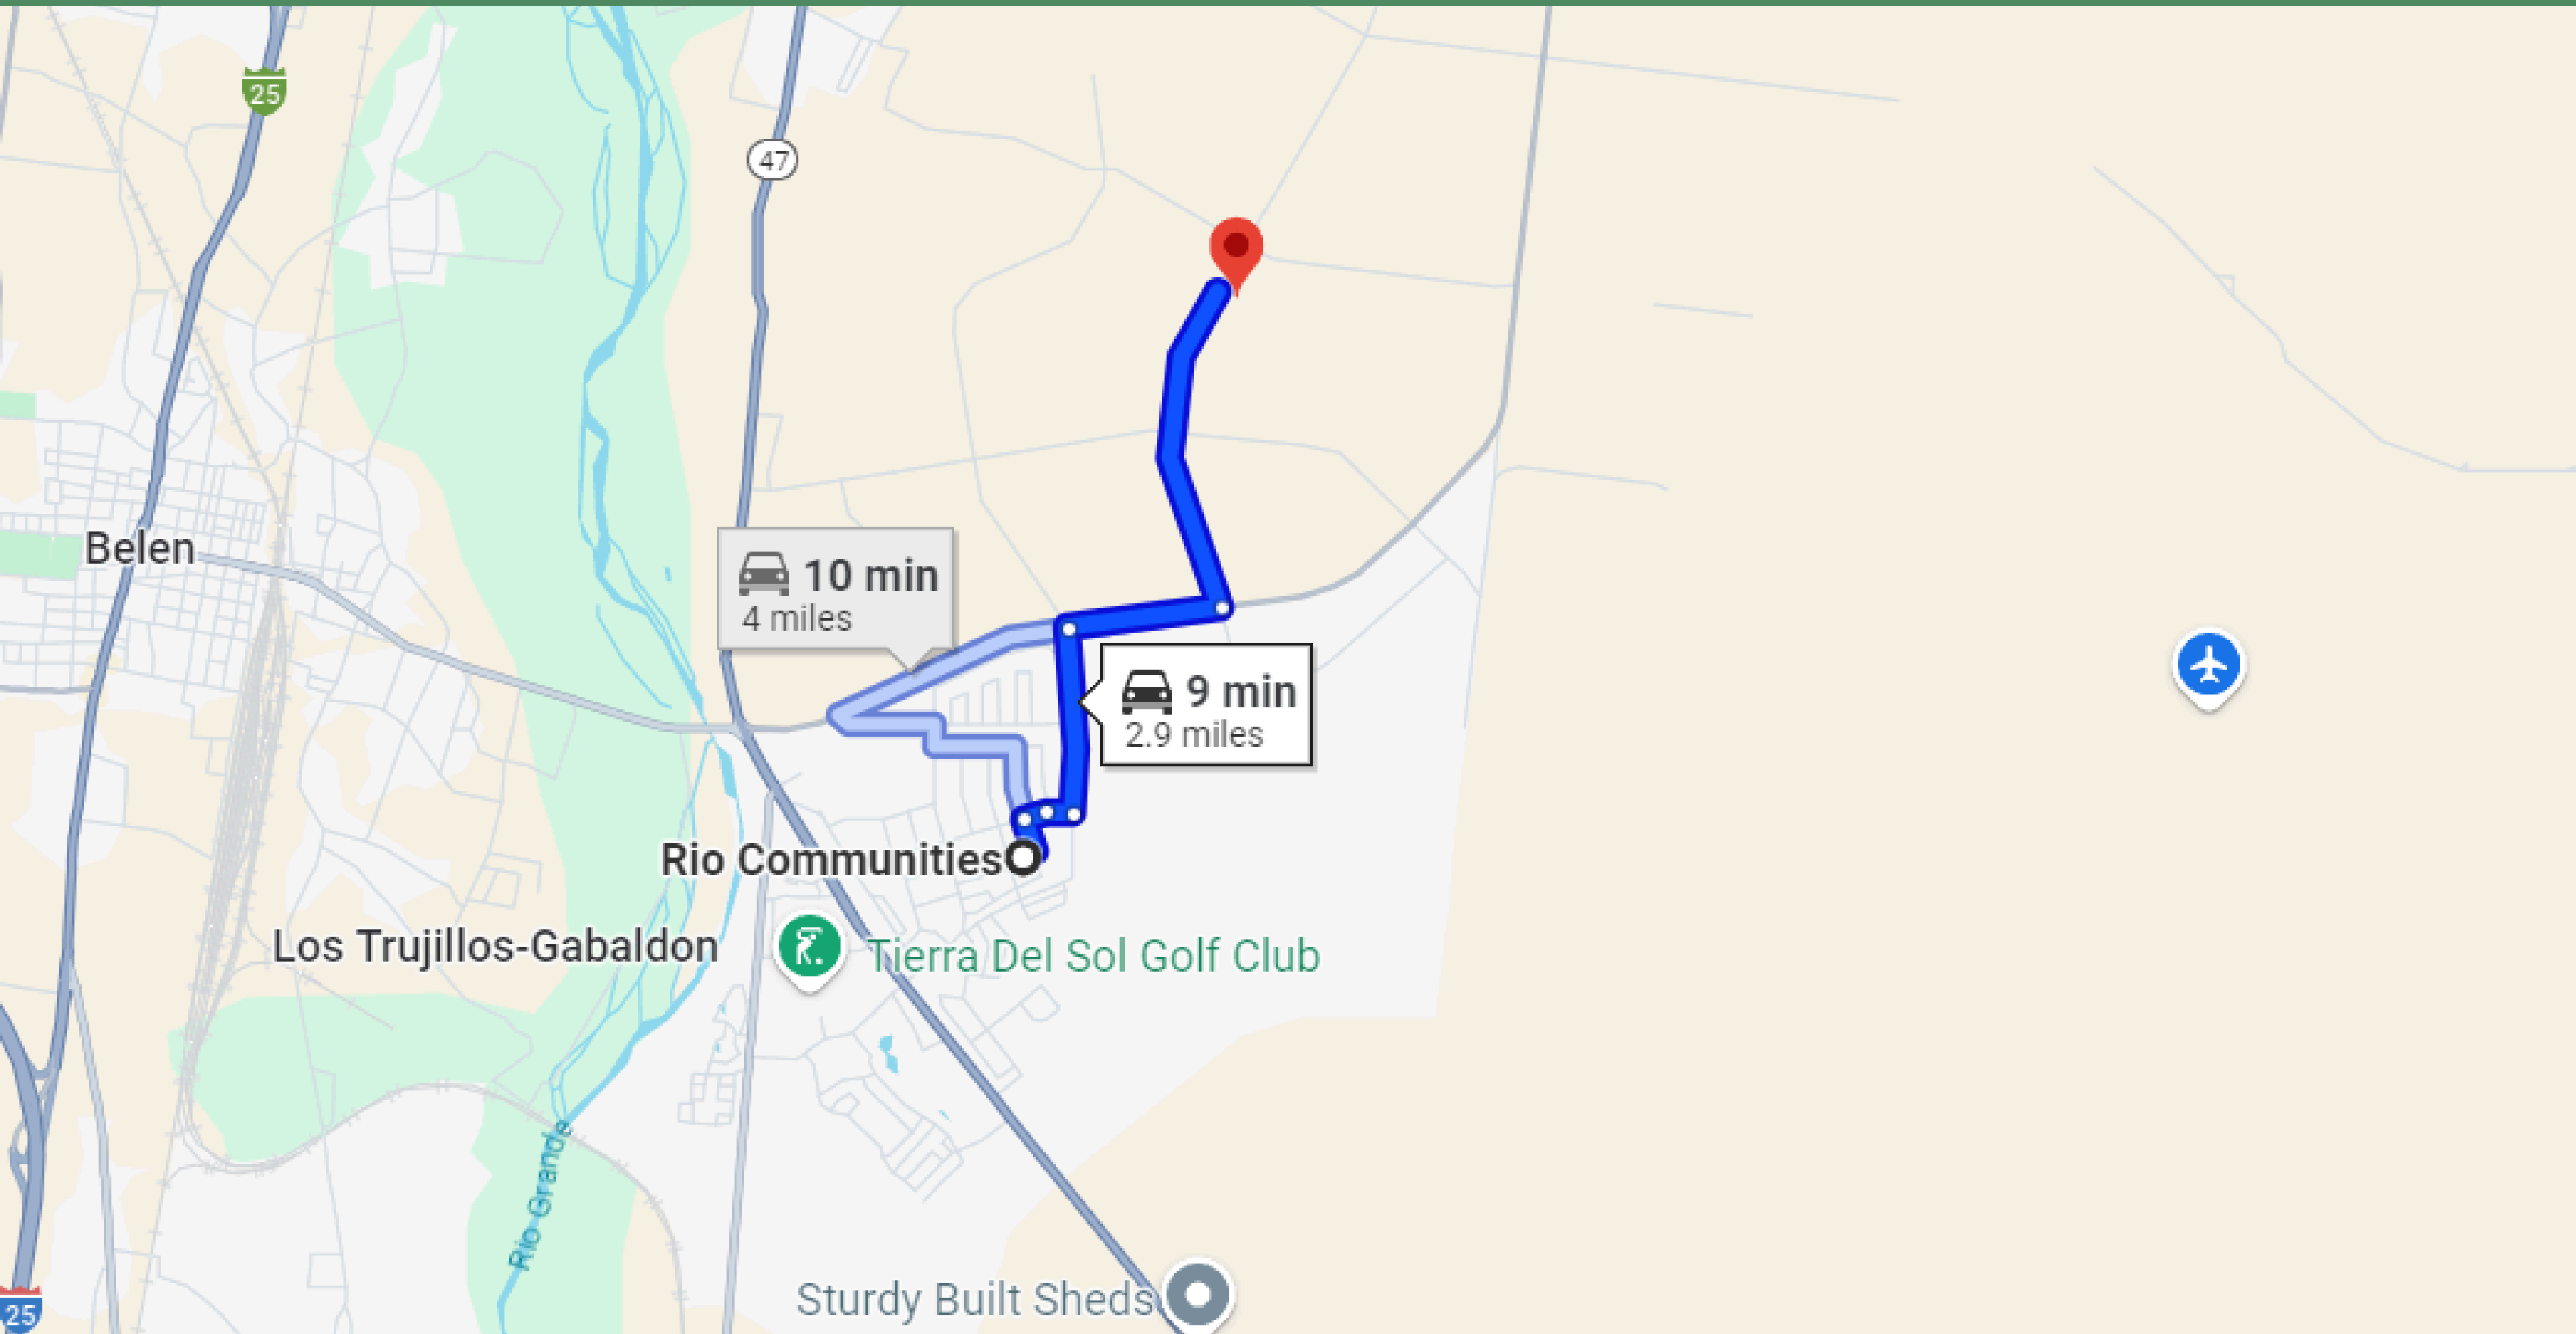 25
47
Belen
10 min
4 miles
9 min
2.9 miles
Rio Communities
Los Trujillos-Gabaldon
Tierra Del Sol Golf Club
Rio Grande
Sturdy Built Sheds
25